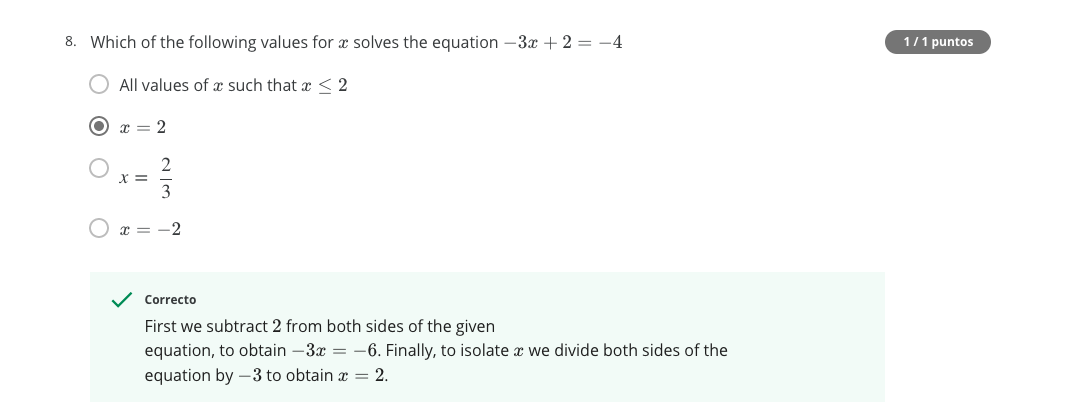 8. Which of the following values for x solves the equation −3x + 2 = −4
1 / 1 puntos
All values of x such that x ≤ 2
x = 2
x = 2/3
x = −2
Correcto
First we subtract 2 from both sides of the given
equation, to obtain −3x = −6. Finally, to isolate x we divide both sides of the
equation by −3 to obtain x = 2.